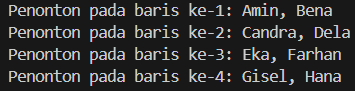 Penonton pada baris ke-1: Amin, Bena
Penonton pada baris ke-2: Candra, Dela
Penonton pada baris ke-3: Eka, Farhan
Penonton pada baris ke-4: Gisel, Hana